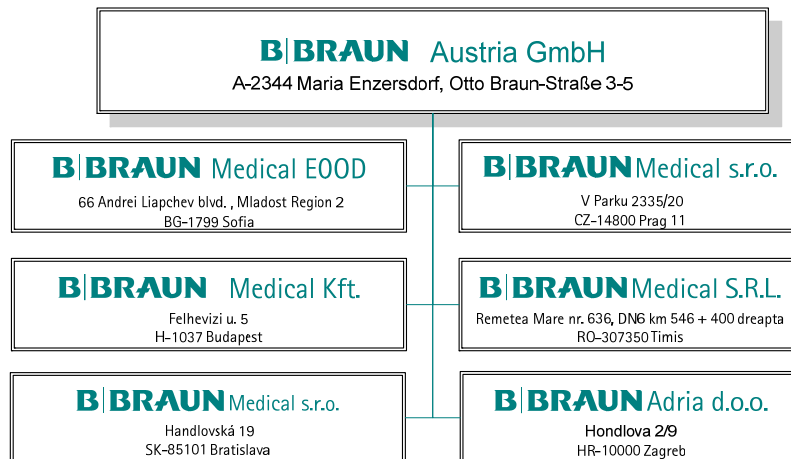 B|BRAUN Austria GmbH
A-2344 Maria Enzersdorf, Otto Braun-Straße 3-5
B|BRAUN Medical EOOD
66 Andrei Liapchev blvd. , Mladost Region 2
BG-1799 Sofia
B|BRAUN Medical s.r.o.
V Parku 2335/20
CZ-14800 Prag 11
B|BRAUN Medical Kft.
Felhevizi u. 5
H-1037 Budapest
B|BRAUN Medical S.R.L.
Remetea Mare nr. 636, DN6 km 546 + 400 dreapta
RO-307350 Timis
B|BRAUN Medical s.r.o.
Handlovská 19
SK-85101 Bratislava
B|BRAUN Adria d.o.o.
Hondlova 2/9
HR-10000 Zagreb